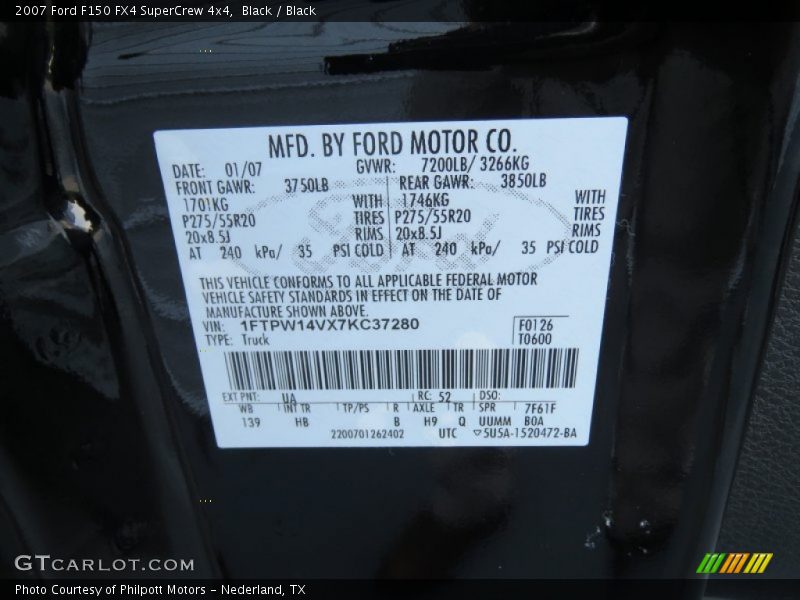 2007 Ford F150 FX4 SuperCrew 4x4,  Black / Black
MFD. BY FORD MOTOR CO.
DATE: 01/07 GVWR: 7200LB/ 3266KG
FRONT GAWR: 3750LB REAR GAWR: 3850LB
1701KG WITH 1746KG WITH
P275/55R20 TIRES P275/55R20 TIRES
20x8.5J RIMS 20x8.5J RIMS
AT 240 kPa/ 35 PSI COLD AT 240 kPa/ 35 PSI COLD
THIS VEHICLE CONFORMS TO ALL APPLICABLE FEDERAL MOTOR
VEHICLE SAFETY STANDARDS IN EFFECT ON THE DATE OF
MANUFACTURE SHOWN ABOVE.
VIN: 1FTPW14VX7KC37280 F0126
TYPE: Truck T0600
EXT PNT: UA RC: 52 DSO:
WB INT TR TP/PS R AXLE TR SPR 7F61F
139 HB B H9 Q UUMM BOA
2200701262402 UTC ▽5U5A-1520472-BA
Ford
GTCARLOT.COM
Photo Courtesy of Philpott Motors - Nederland, TX